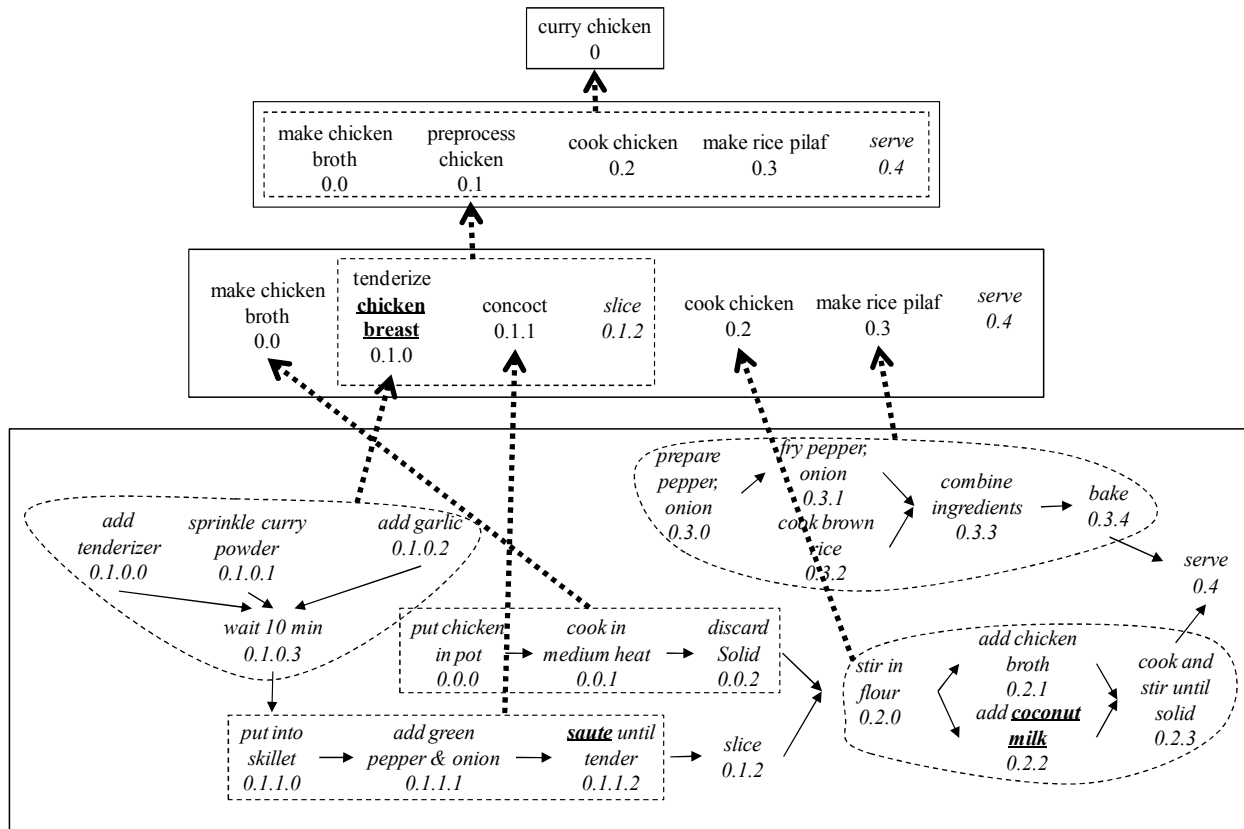 curry chicken
0
make chicken
broth
0.0
preprocess
chicken
0.1
cook chicken
0.2
make rice pilaf
0.3
serve
0.4
make chicken
broth
0.0
tenderize
chicken
breast
0.1.0
concoct
0.1.1
slice
0.1.2
cook chicken
0.2
make rice pilaf
0.3
serve
0.4
add
tenderizer
0.1.0.0
sprinkle curry
powder
0.1.0.1
add garlic
0.1.0.2
wait 10 min
0.1.0.3
prepare
pepper,
onion
0.3.0
fry pepper,
onion
0.3.1
cook brown
rice
0.3.2
combine
ingredients
0.3.3
bake
0.3.4
serve
0.4
put chicken
in pot
0.0.0
cook in
medium heat
0.0.1
discard
Solid
0.0.2
stir in
flour
0.2.0
add chicken
broth
0.2.1
add coconut
milk
0.2.2
cook and
stir until
solid
0.2.3
put into
skillet
0.1.1.0
add green
pepper & onion
0.1.1.1
saute until
tender
0.1.1.2
slice
0.1.2